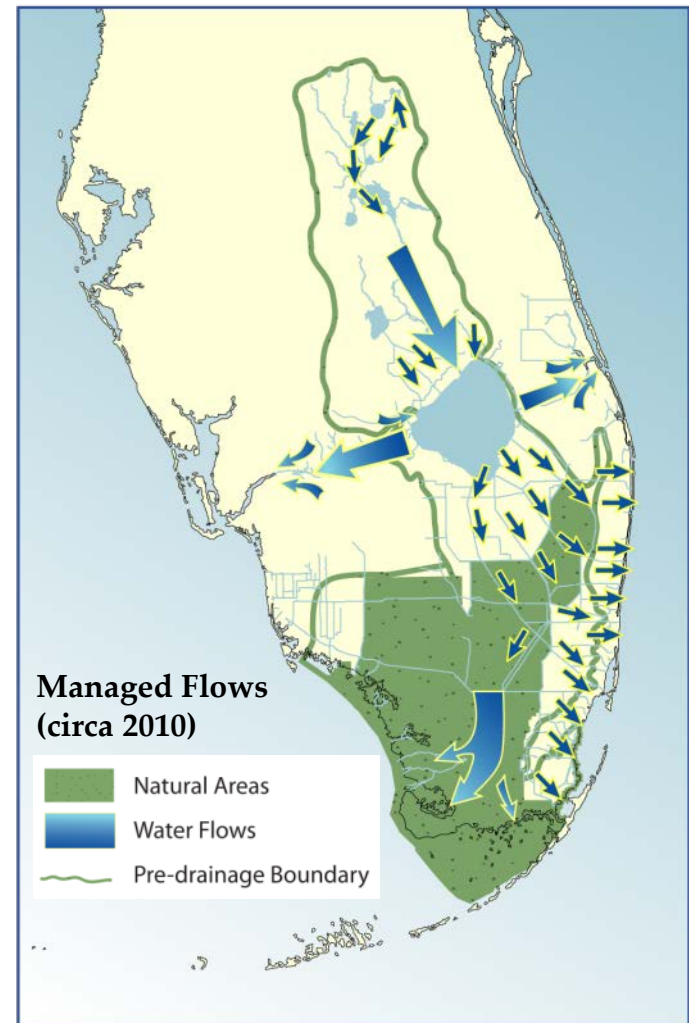 Managed Flows
(circa 2010)
Natural Areas
Water Flows
Pre-drainage Boundary